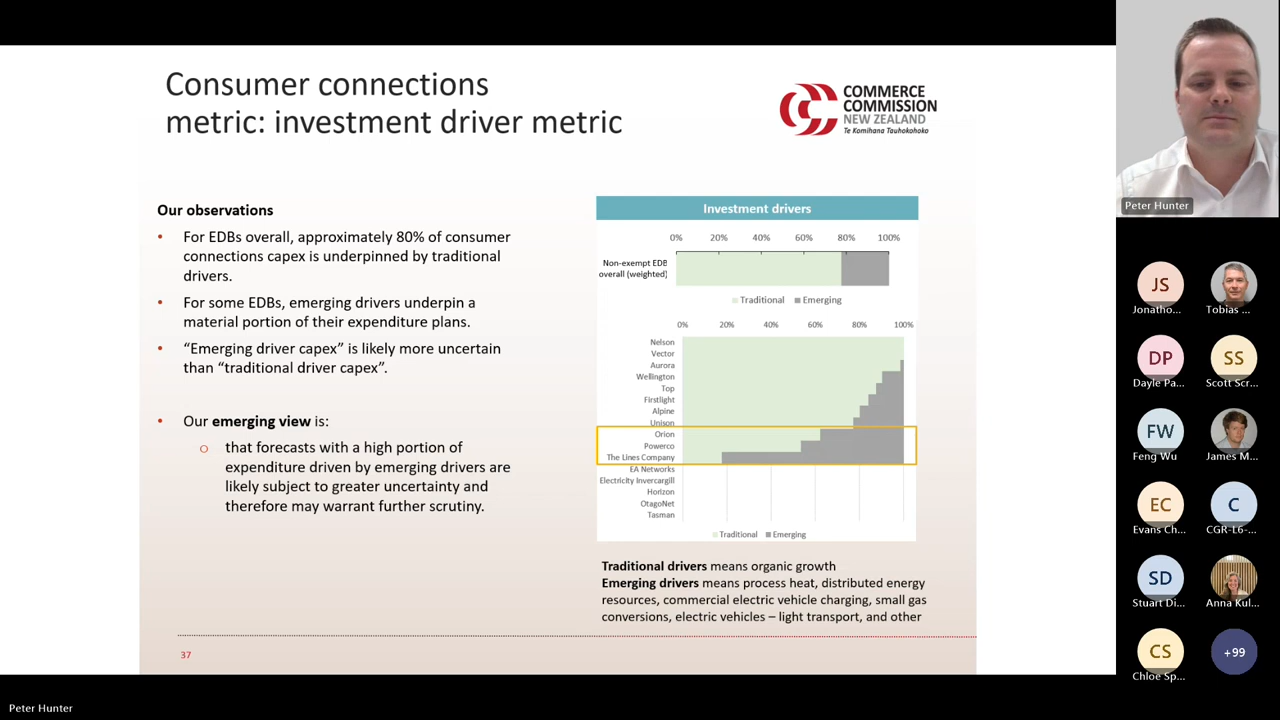 Consumer connections
metric: investment driver metric
COMMERCE
COMMISSION
NEW ZEALAND
Te Komihana Tauhokohoko
Our observations
• For EDBs overall, approximately 80% of consumer
connections capex is underpinned by traditional
drivers.
• For some EDBs, emerging drivers underpin a
material portion of their expenditure plans.
• “Emerging driver capex” is likely more uncertain
than “traditional driver capex”.
• Our emerging view is:
o that forecasts with a high portion of
expenditure driven by emerging drivers are
likely subject to greater uncertainty and
therefore may warrant further scrutiny.
Investment drivers
0% 20% 40% 60% 80% 100%
Non-exempt EDB
overall (weighted)
Traditional Emerging
0% 20% 40% 60% 80% 100%
Nelson
Vector
Aurora
Wellington
Top
Firstlight
Alpine
Unison
Orion
Powerco
The Lines Company
EA Networks
Electricity Invercargill
Horizon
OtagoNet
Tasman
Traditional Emerging
Traditional drivers means organic growth
Emerging drivers means process heat, distributed energy
resources, commercial electric vehicle charging, small gas
conversions, electric vehicles – light transport, and other
37
Peter Hunter
JS
Jonatho... Tobias ...
DP SS
Dayle Pa... Scott Scr...
FW
Feng Wu James M...
EC C
Evans Ch... CGR-L6-...
SD
Stuart Di... Anna Kul...
CS +99
Chloe Sp...
Peter Hunter